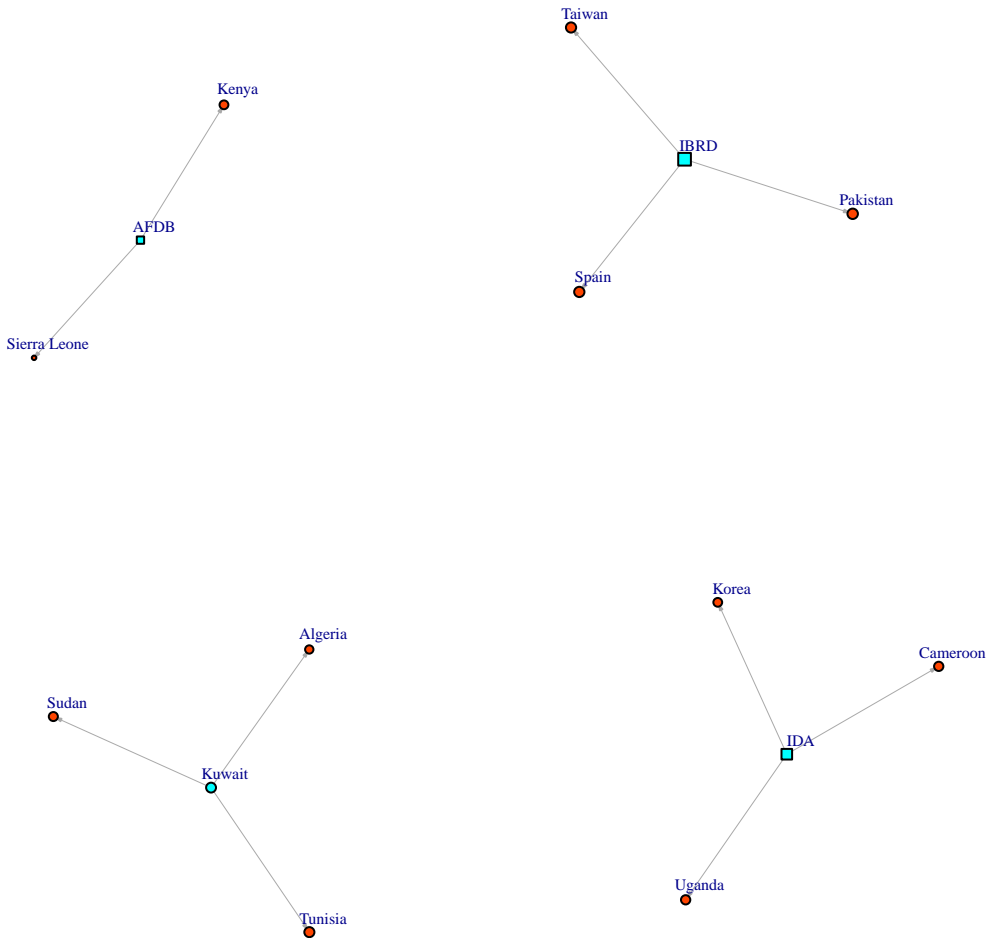 Taiwan
Kenya
IBRD
Pakistan
AFDB
Spain
Sierra Leone
Korea
Algeria
Cameroon
Sudan
IDA
Kuwait
Uganda
Tunisia